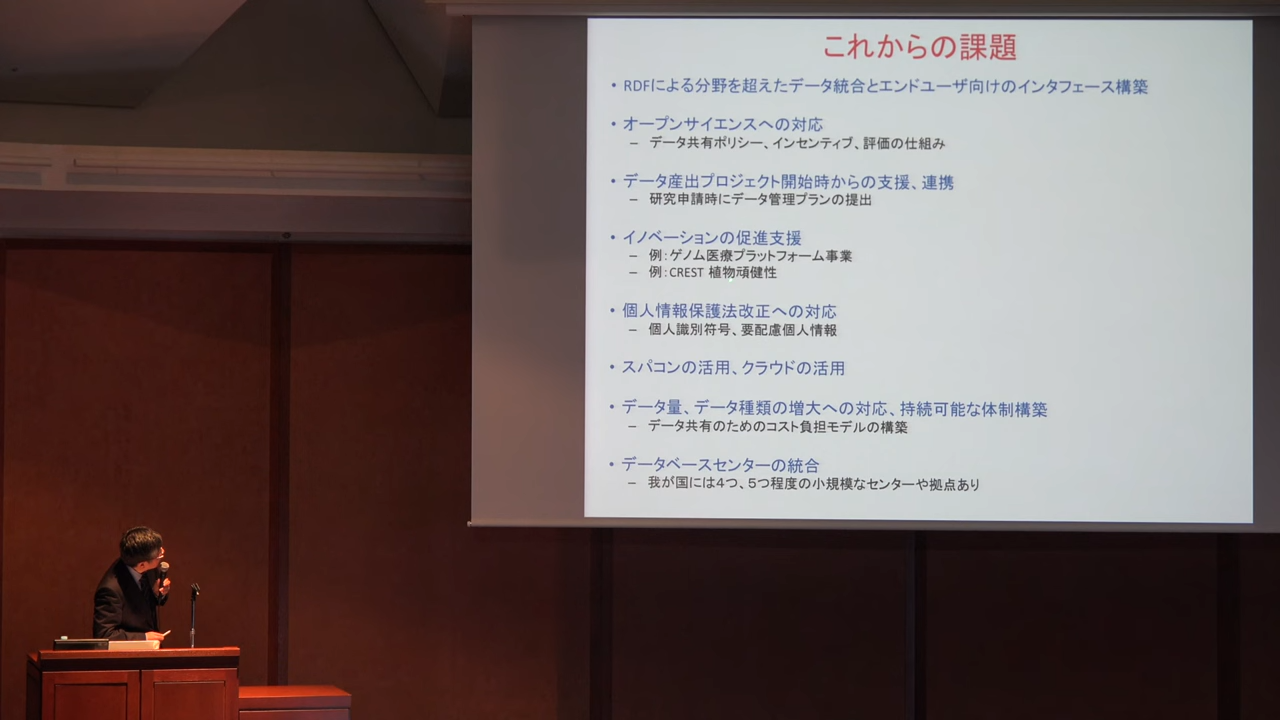 これからの課題
• RDFによる分野を超えたデータ統合とエンドユーザ向けのインタフェース構築
• オープンサイエンスへの対応
– データ共有ポリシー、インセンティブ、評価の仕組み
• データ産出プロジェクト開始時からの支援、連携
– 研究申請時にデータ管理プランの提出
• イノベーションの促進支援
– 例：ゲノム医療プラットフォーム事業
– 例：CREST 植物頑健性
• 個人情報保護法改正への対応
– 個人識別符号、要配慮個人情報
• スパコンの活用、クラウドの活用
• データ量、データ種類の増大への対応、持続可能な体制構築
– データ共有のためのコスト負担モデルの構築
• データベースセンターの統合
– 我が国には４つ、５つ程度の小規模なセンターや拠点あり